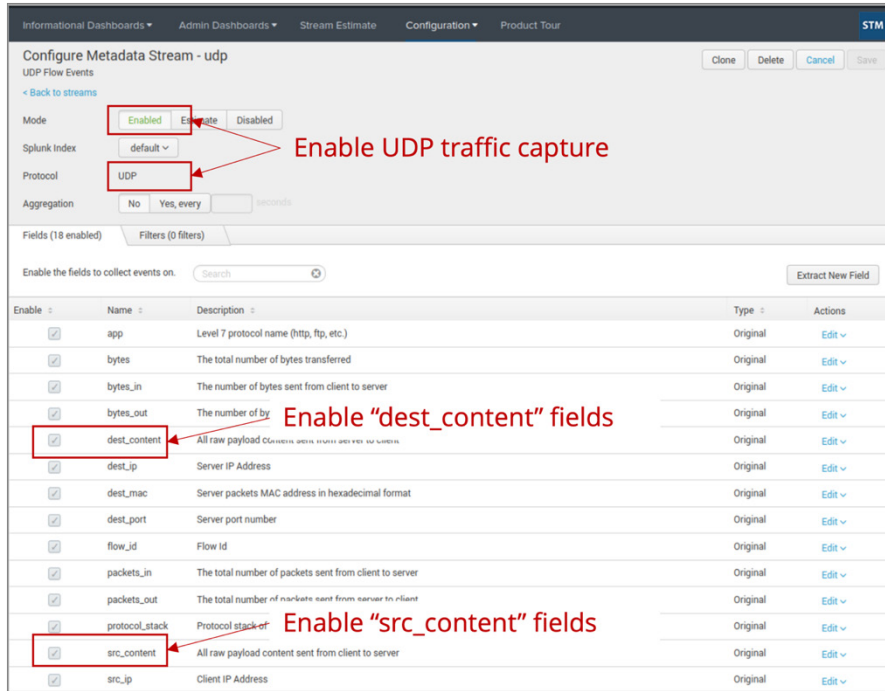 Informational Dashboards Admin Dashboards Stream Estimate Configuration Product Tour STM
Configure Metadata Stream - udp Clone Delete Cancel Save
UDP Flow Events
< Back to streams
Mode Enabled Estimate Disabled
Enable UDP traffic capture
Splunk Index default
Protocol UDP
Aggregation No Yes, every seconds
Fields (18 enabled) Filters (0 filters)
Enable the fields to collect events on. Search Extract New Field
Enable Name Description Type Actions
app Level 7 protocol name (http, ftp, etc.) Original Edit
bytes The total number of bytes transferred Original Edit
bytes_in The number of bytes sent from client to server Original Edit
bytes_out The number of by Original Edit
Enable “dest_content” fields
dest_content All raw payload content sent from server to client Original Edit
dest_ip Server IP Address Original Edit
dest_mac Server packets MAC address in hexadecimal format Original Edit
dest_port Server port number Original Edit
flow_id Flow Id Original Edit
packets_in The total number of packets sent from client to server Original Edit
packets_out The total number of packets sent from server to client Original Edit
protocol_stack Protocol stack of Original Edit
Enable “src_content” fields
src_content All raw payload content sent from client to server Original Edit
src_ip Client IP Address Original Edit